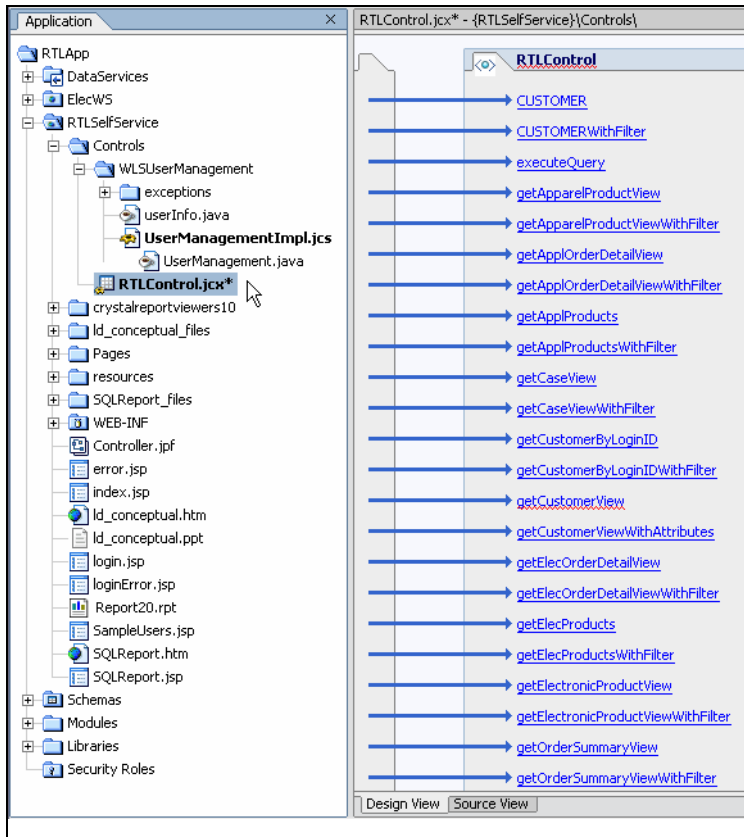 Application
RTLApp
DataServices
ElecWS
RTLSelfService
Controls
WLSUserManagement
exceptions
userInfo.java
UserManagementImpl.jcs
UserManagement.java
RTLControl.jcx*
crystalreportviewers10
ld_conceptual_files
Pages
resources
SQLReport_files
WEB-INF
Controller.jpf
error.jsp
index.jsp
ld_conceptual.htm
ld_conceptual.ppt
login.jsp
loginError.jsp
Report20.rpt
SampleUsers.jsp
SQLReport.htm
SQLReport.jsp
Schemas
Modules
Libraries
Security Roles
RTLControl.jcx* - {RTLSelfService}\Controls\
RTLControl
CUSTOMER
CUSTOMERWithFilter
executeQuery
getApparelProductView
getApparelProductViewWithFilter
getApplOrderDetailView
getApplOrderDetailViewWithFilter
getApplProducts
getApplProductsWithFilter
getCaseView
getCaseViewWithFilter
getCustomerByLoginID
getCustomerByLoginIDWithFilter
getCustomerView
getCustomerViewWithAttributes
getElecOrderDetailView
getElecOrderDetailViewWithFilter
getElecProducts
getElecProductsWithFilter
getElectronicProductView
getElectronicProductViewWithFilter
getOrderSummaryView
getOrderSummaryViewWithFilter
Design View Source View